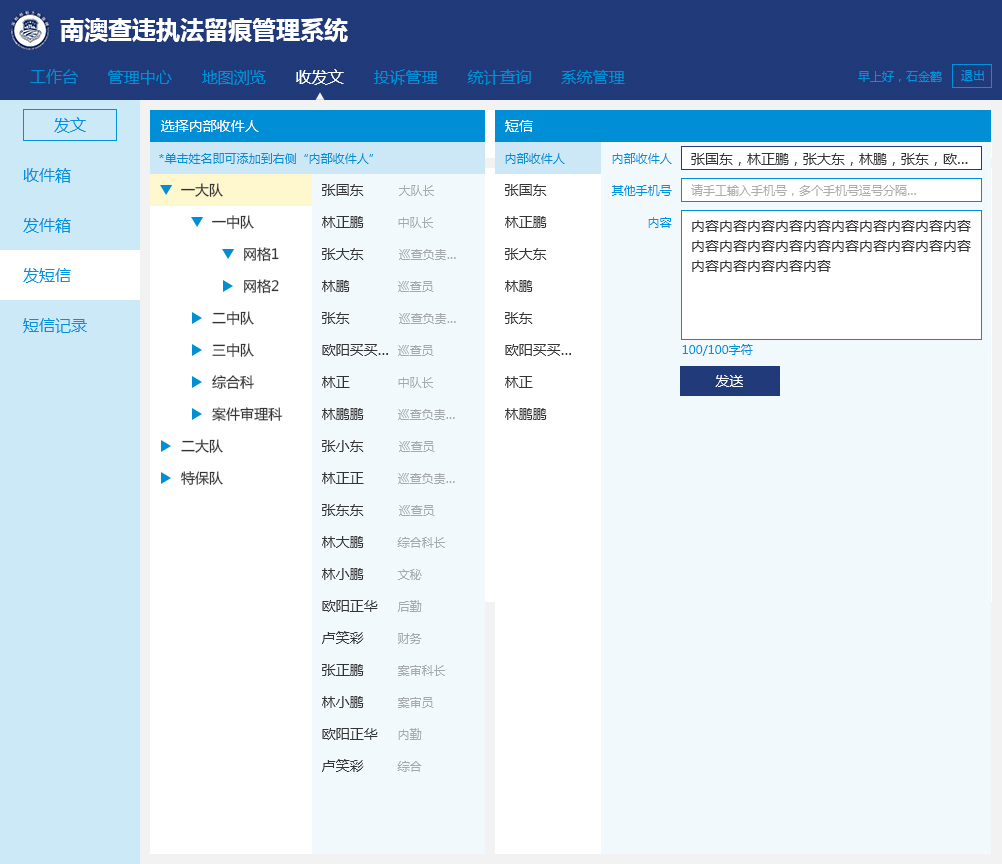 南澳查违执法留痕管理系统
工作台 管理中心 地图浏览 收发文 投诉管理 统计查询 系统管理 早上好，石金鹤 退出
发文
收件箱
发件箱
发短信
短信记录
选择内部收件人
*单击姓名即可添加到右侧“内部收件人”
一大队
一中队
网格1
网格2
二中队
三中队
综合科
案件审理科
二大队
特保队
张国东 大队长
林正鹏 中队长
张大东 巡查负责...
林鹏 巡查员
张东 巡查负责...
欧阳买买... 巡查员
林正 中队长
林鹏鹏 巡查负责...
张小东 巡查员
林正正 巡查负责...
张东东 巡查员
林大鹏 综合科长
林小鹏 文秘
欧阳正华 后勤
卢笑彩 财务
张正鹏 案审科长
林小鹏 案审员
欧阳正华 内勤
卢笑彩 综合
短信
内部收件人
张国东
林正鹏
张大东
林鹏
张东
欧阳买买...
林正
林鹏鹏
内部收件人 张国东，林正鹏，张大东，林鹏，张东，欧...
其他手机号 请手工输入手机号，多个手机号逗号分隔...
内容 内容内容内容内容内容内容内容内容内容内容
内容内容内容内容内容内容内容内容内容内容
内容内容内容内容内容
100/100字符
发送